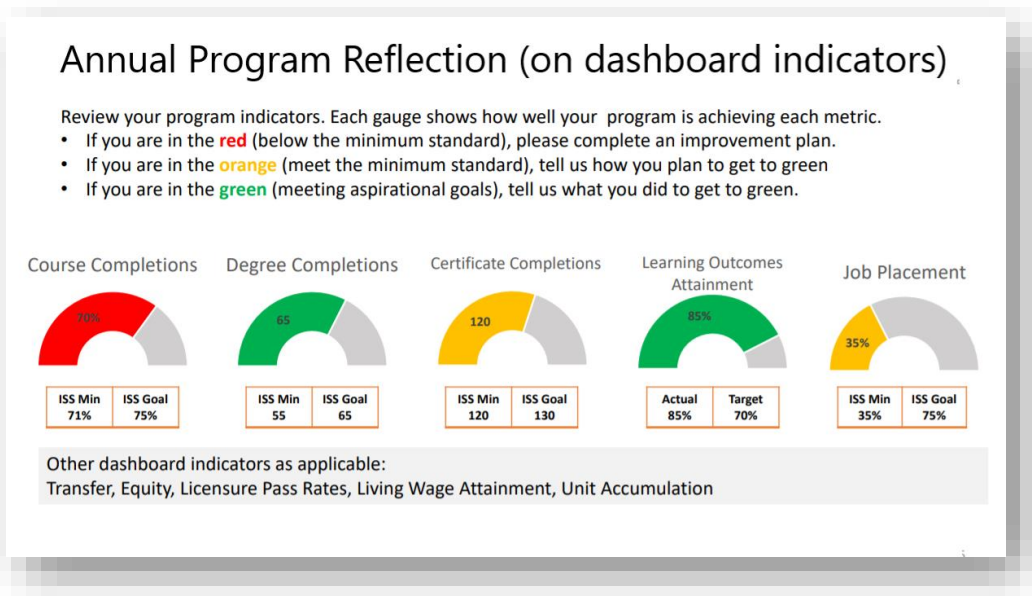 Annual Program Reflection (on dashboard indicators)
Review your program indicators. Each gauge shows how well your program is achieving each metric.
• If you are in the red (below the minimum standard), please complete an improvement plan.
• If you are in the orange (meet the minimum standard), tell us how you plan to get to green
• If you are in the green (meeting aspirational goals), tell us what you did to get to green.
Course Completions
70%
ISS Min ISS Goal
71% 75%
Degree Completions
65
ISS Min ISS Goal
55 65
Certificate Completions
120
ISS Min ISS Goal
120 130
Learning Outcomes
Attainment
85%
Actual Target
85% 70%
Job Placement
35%
ISS Min ISS Goal
35% 75%
Other dashboard indicators as applicable:
Transfer, Equity, Licensure Pass Rates, Living Wage Attainment, Unit Accumulation